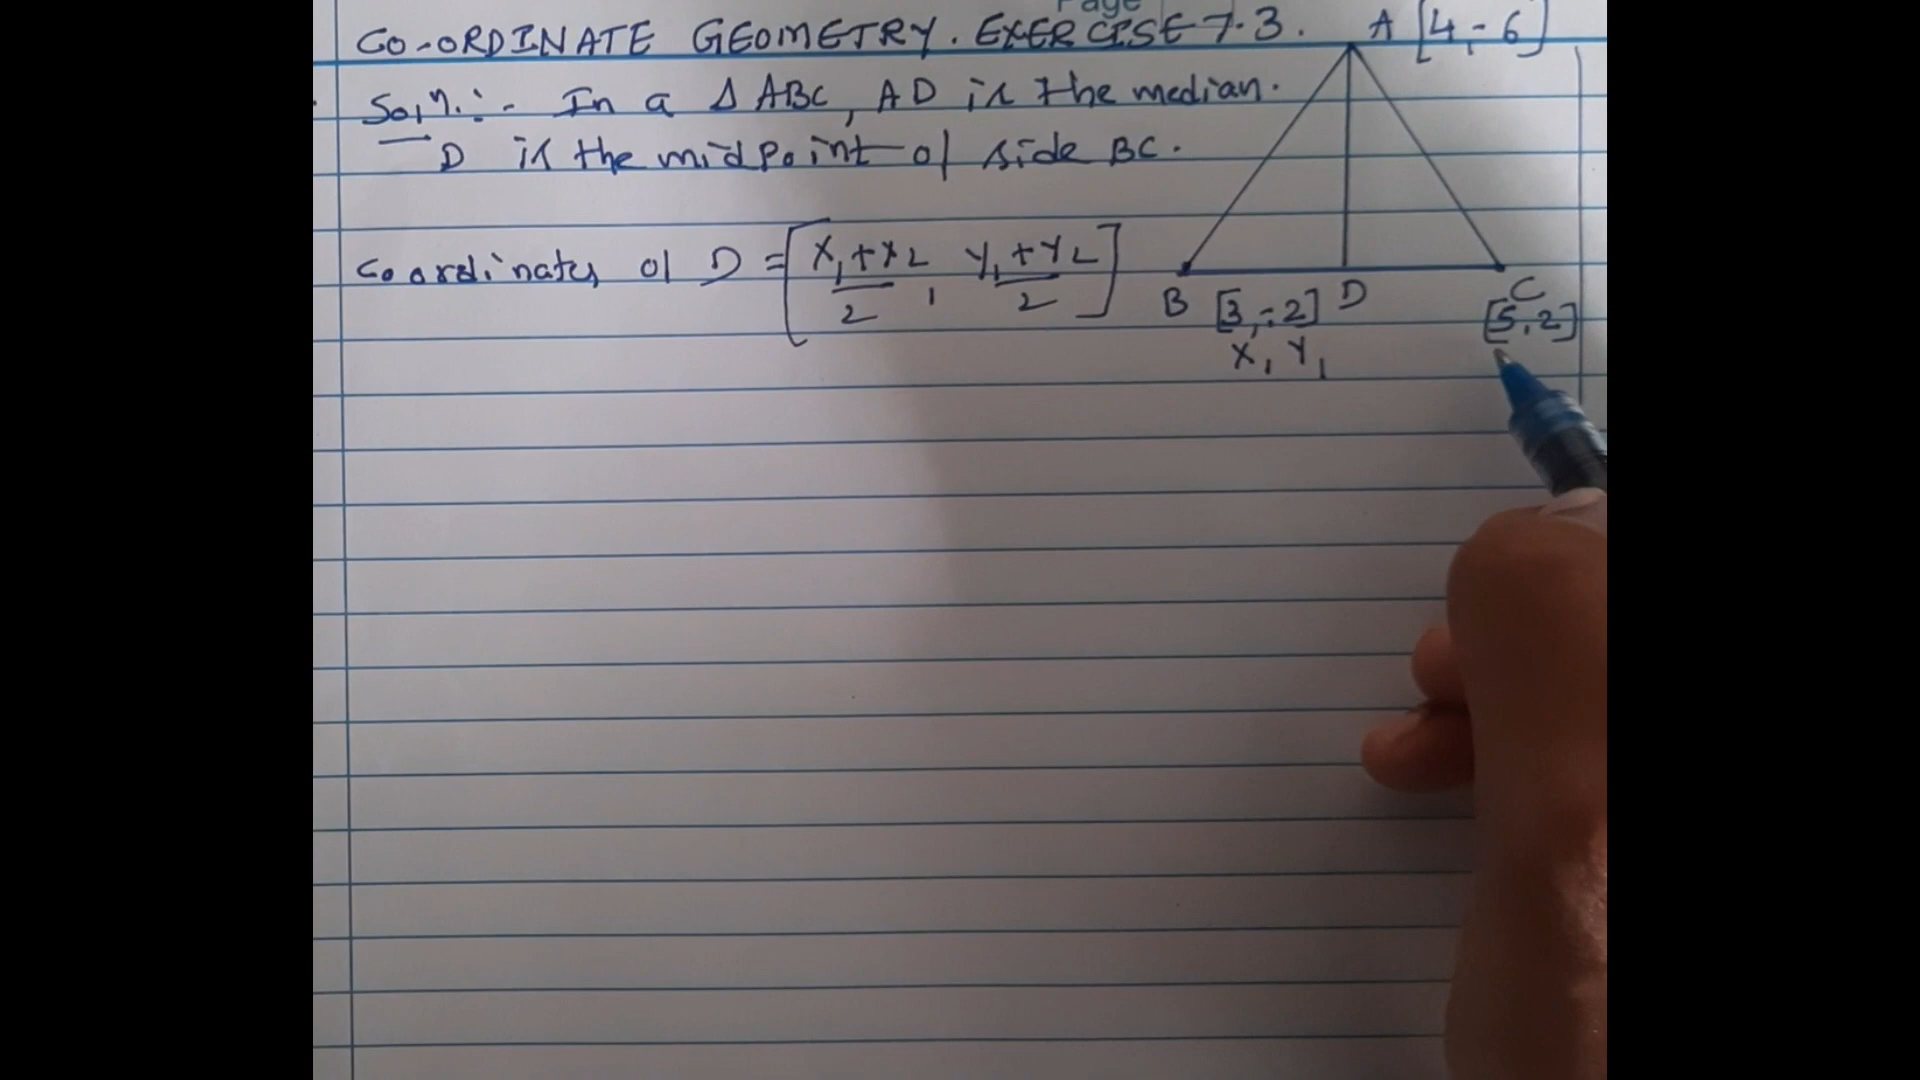 Page
CO-ORDINATE GEOMETRY. EXERCISE 7.3.
Soln:- In a Δ ABC, AD is the median.
D is the midpoint of side BC.
Coordinates of D = [x1+x2/2, y1+y2/2]
A [4,-6]
B [3,-2] D
x1 y1
C
[5,2]